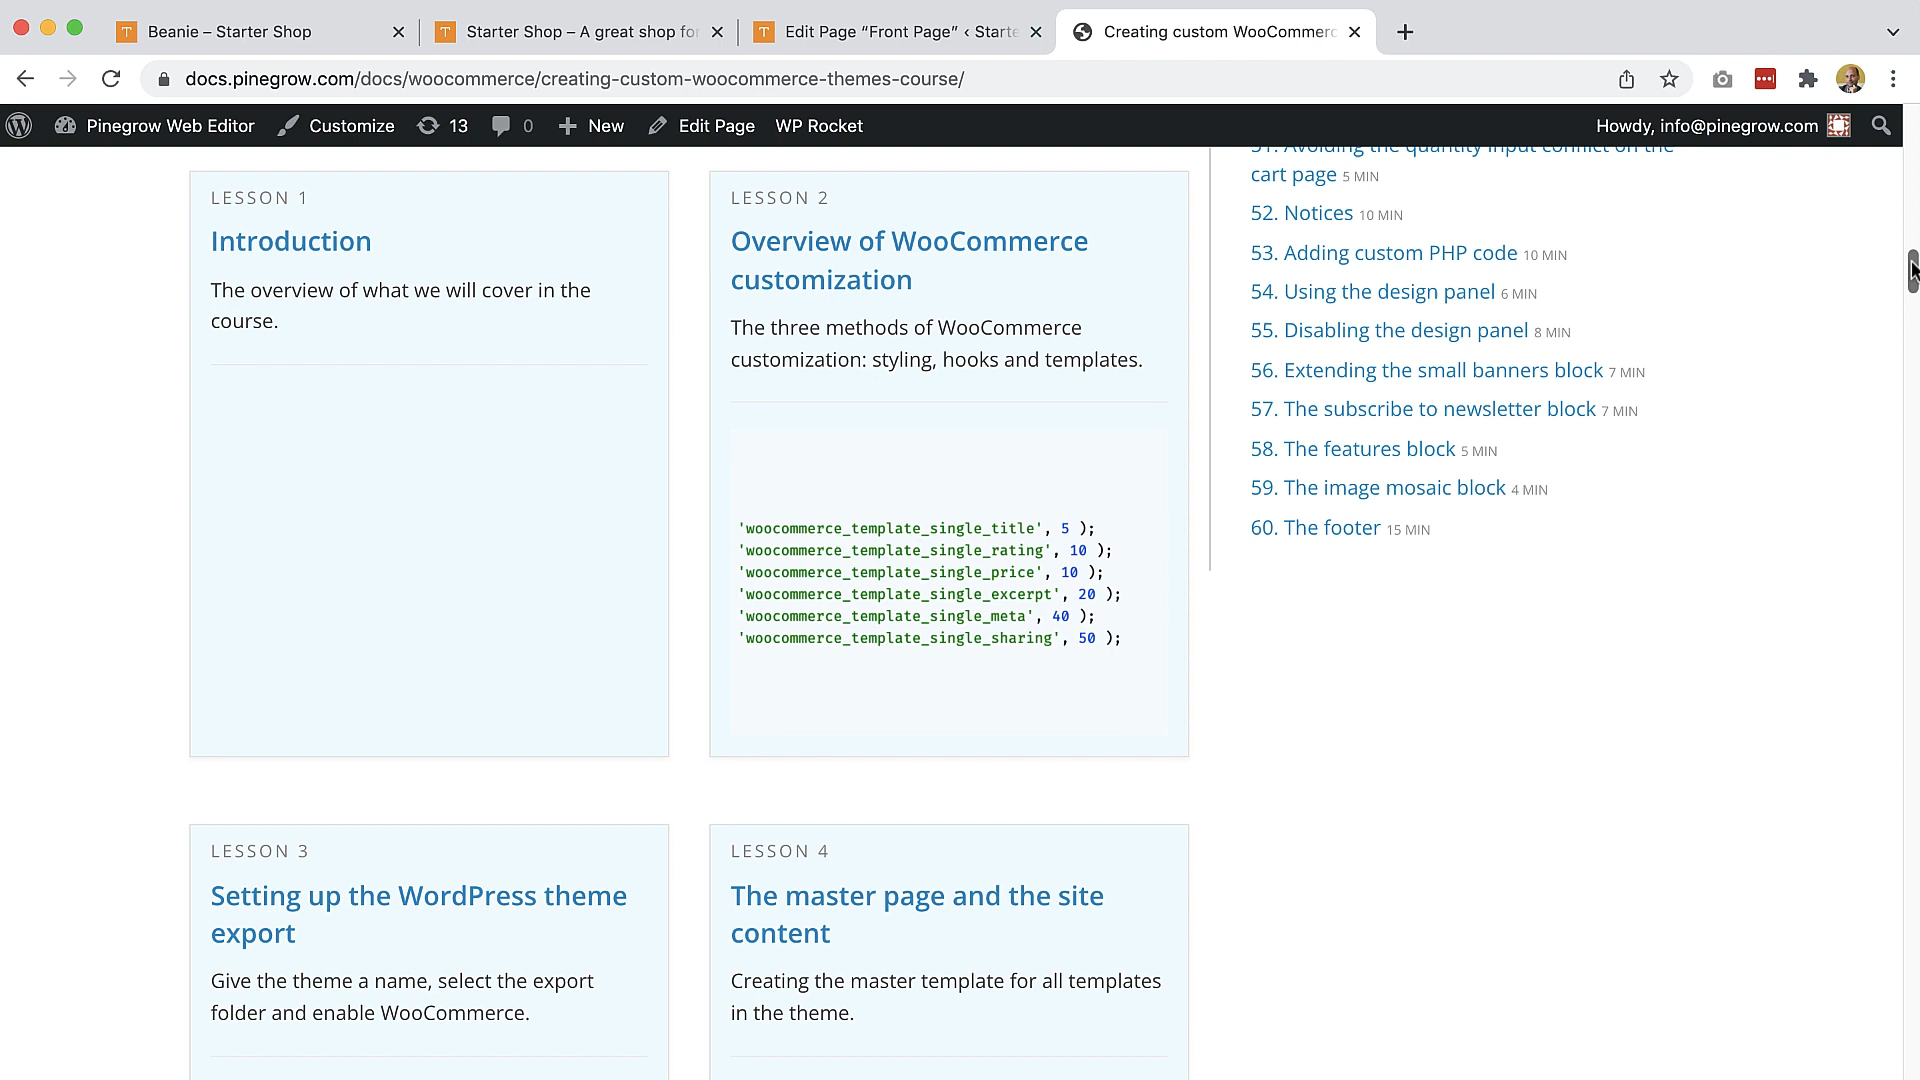 Beanie – Starter Shop
Starter Shop – A great shop for
Edit Page “Front Page” ‹ Starte
Creating custom WooCommerc
docs.pinegrow.com/docs/woocommerce/creating-custom-woocommerce-themes-course/
Pinegrow Web Editor
Customize
13
0
New
Edit Page
WP Rocket
Howdy, info@pinegrow.com
LESSON 1
Introduction
The overview of what we will cover in the
course.
LESSON 2
Overview of WooCommerce
customization
The three methods of WooCommerce
customization: styling, hooks and templates.
'woocommerce_template_single_title', 5 );
'woocommerce_template_single_rating', 10 );
'woocommerce_template_single_price', 10 );
'woocommerce_template_single_excerpt', 20 );
'woocommerce_template_single_meta', 40 );
'woocommerce_template_single_sharing', 50 );
LESSON 3
Setting up the WordPress theme
export
Give the theme a name, select the export
folder and enable WooCommerce.
LESSON 4
The master page and the site
content
Creating the master template for all templates
in the theme.
51. Avoiding the quantity input conflict on the
cart page 5 MIN
52. Notices 10 MIN
53. Adding custom PHP code 10 MIN
54. Using the design panel 6 MIN
55. Disabling the design panel 8 MIN
56. Extending the small banners block 7 MIN
57. The subscribe to newsletter block 7 MIN
58. The features block 5 MIN
59. The image mosaic block 4 MIN
60. The footer 15 MIN